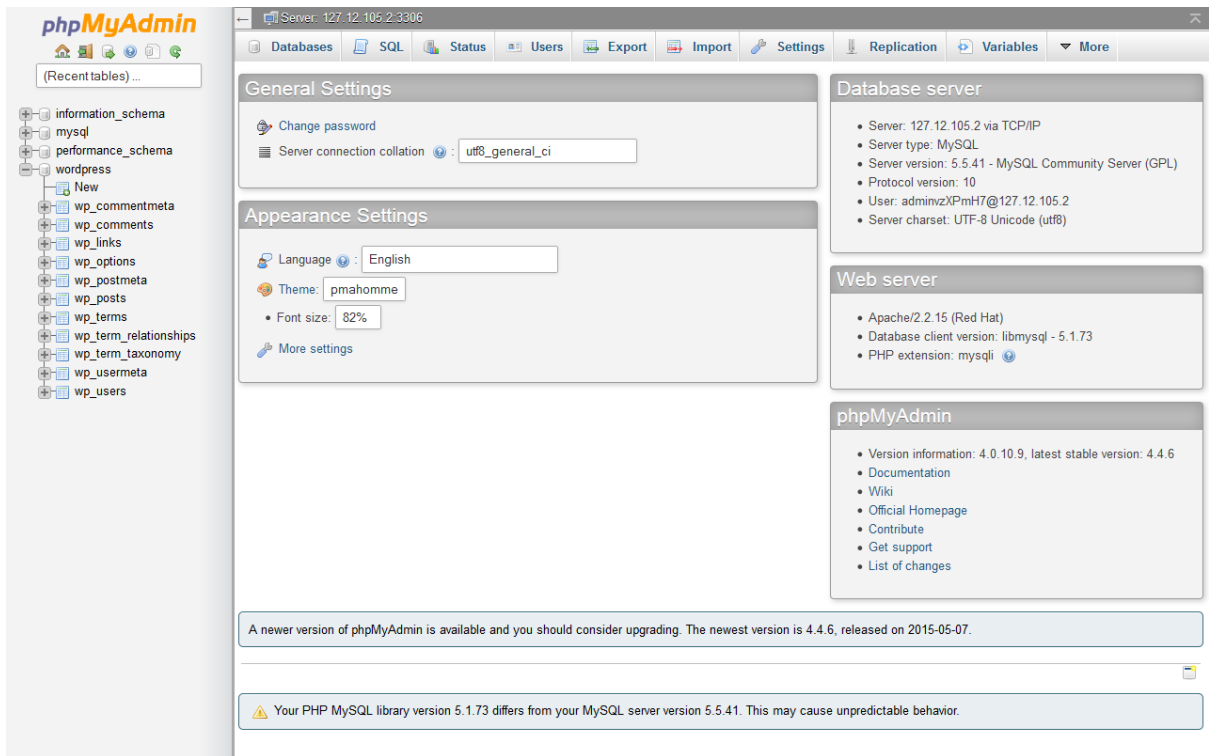 phpMyAdmin
(Recent tables) ...
information_schema
mysql
performance_schema
wordpress
New
wp_commentmeta
wp_comments
wp_links
wp_options
wp_postmeta
wp_posts
wp_terms
wp_term_relationships
wp_term_taxonomy
wp_usermeta
wp_users
Server: 127.12.105.2:3306
Databases SQL Status Users Export Import Settings Replication Variables More
General Settings
Change password
Server connection collation : utf8_general_ci
Appearance Settings
Language : English
Theme: pmahomme
Font size: 82%
More settings
Database server
Server: 127.12.105.2 via TCP/IP
Server type: MySQL
Server version: 5.5.41 - MySQL Community Server (GPL)
Protocol version: 10
User: adminvzXPmH7@127.12.105.2
Server charset: UTF-8 Unicode (utf8)
Web server
Apache/2.2.15 (Red Hat)
Database client version: libmysql - 5.1.73
PHP extension: mysqli
phpMyAdmin
Version information: 4.0.10.9, latest stable version: 4.4.6
Documentation
Wiki
Official Homepage
Contribute
Get support
List of changes
A newer version of phpMyAdmin is available and you should consider upgrading. The newest version is 4.4.6, released on 2015-05-07.
Your PHP MySQL library version 5.1.73 differs from your MySQL server version 5.5.41. This may cause unpredictable behavior.